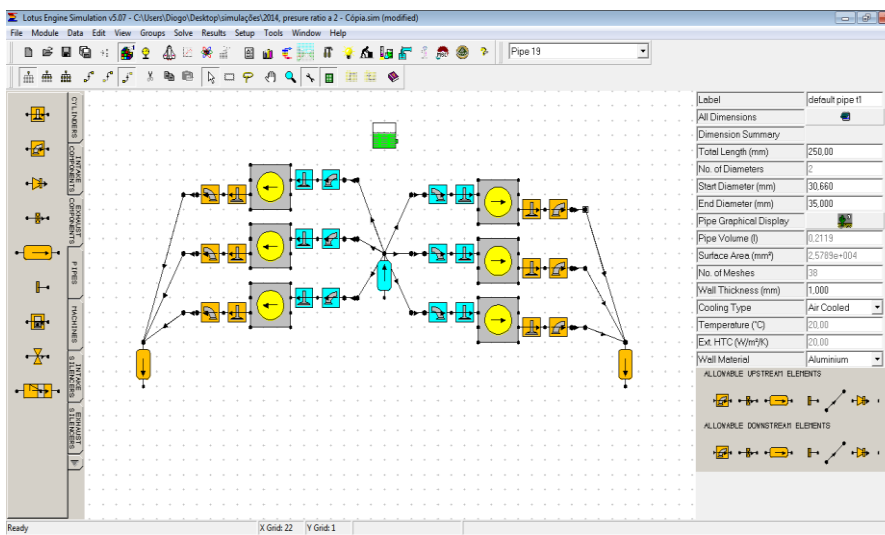 Lotus Engine Simulation v5.07 - C:\Users\Diogo\Desktop\simulações\2014, presure ratio a 2 - Cópia.sim (modified)
File Module Data Edit View Groups Solve Results Setup Tools Window Help
Pipe 19
CYLINDERS
INTAKE COMPONENTS
EXHAUST COMPONENTS
PIPES
MACHINES
INTAKE SILENCERS
EXHAUST SILENCERS
Label default pipe t1
All Dimensions
Dimension Summary
Total Length (mm) 250,00
No. of Diameters 2
Start Diameter (mm) 30,660
End Diameter (mm) 35,000
Pipe Graphical Display
Pipe Volume (l) 0,2119
Surface Area (mm²) 2,5789e+004
No. of Meshes 38
Wall Thickness (mm) 1,000
Cooling Type Air Cooled
Temperature (°C) 20,00
Ext. HTC (W/m²/K) 20,00
Wall Material Aluminium
ALLOWABLE UPSTREAM ELEMENTS
ALLOWABLE DOWNSTREAM ELEMENTS
Ready X Grid: 22 Y Grid: 1